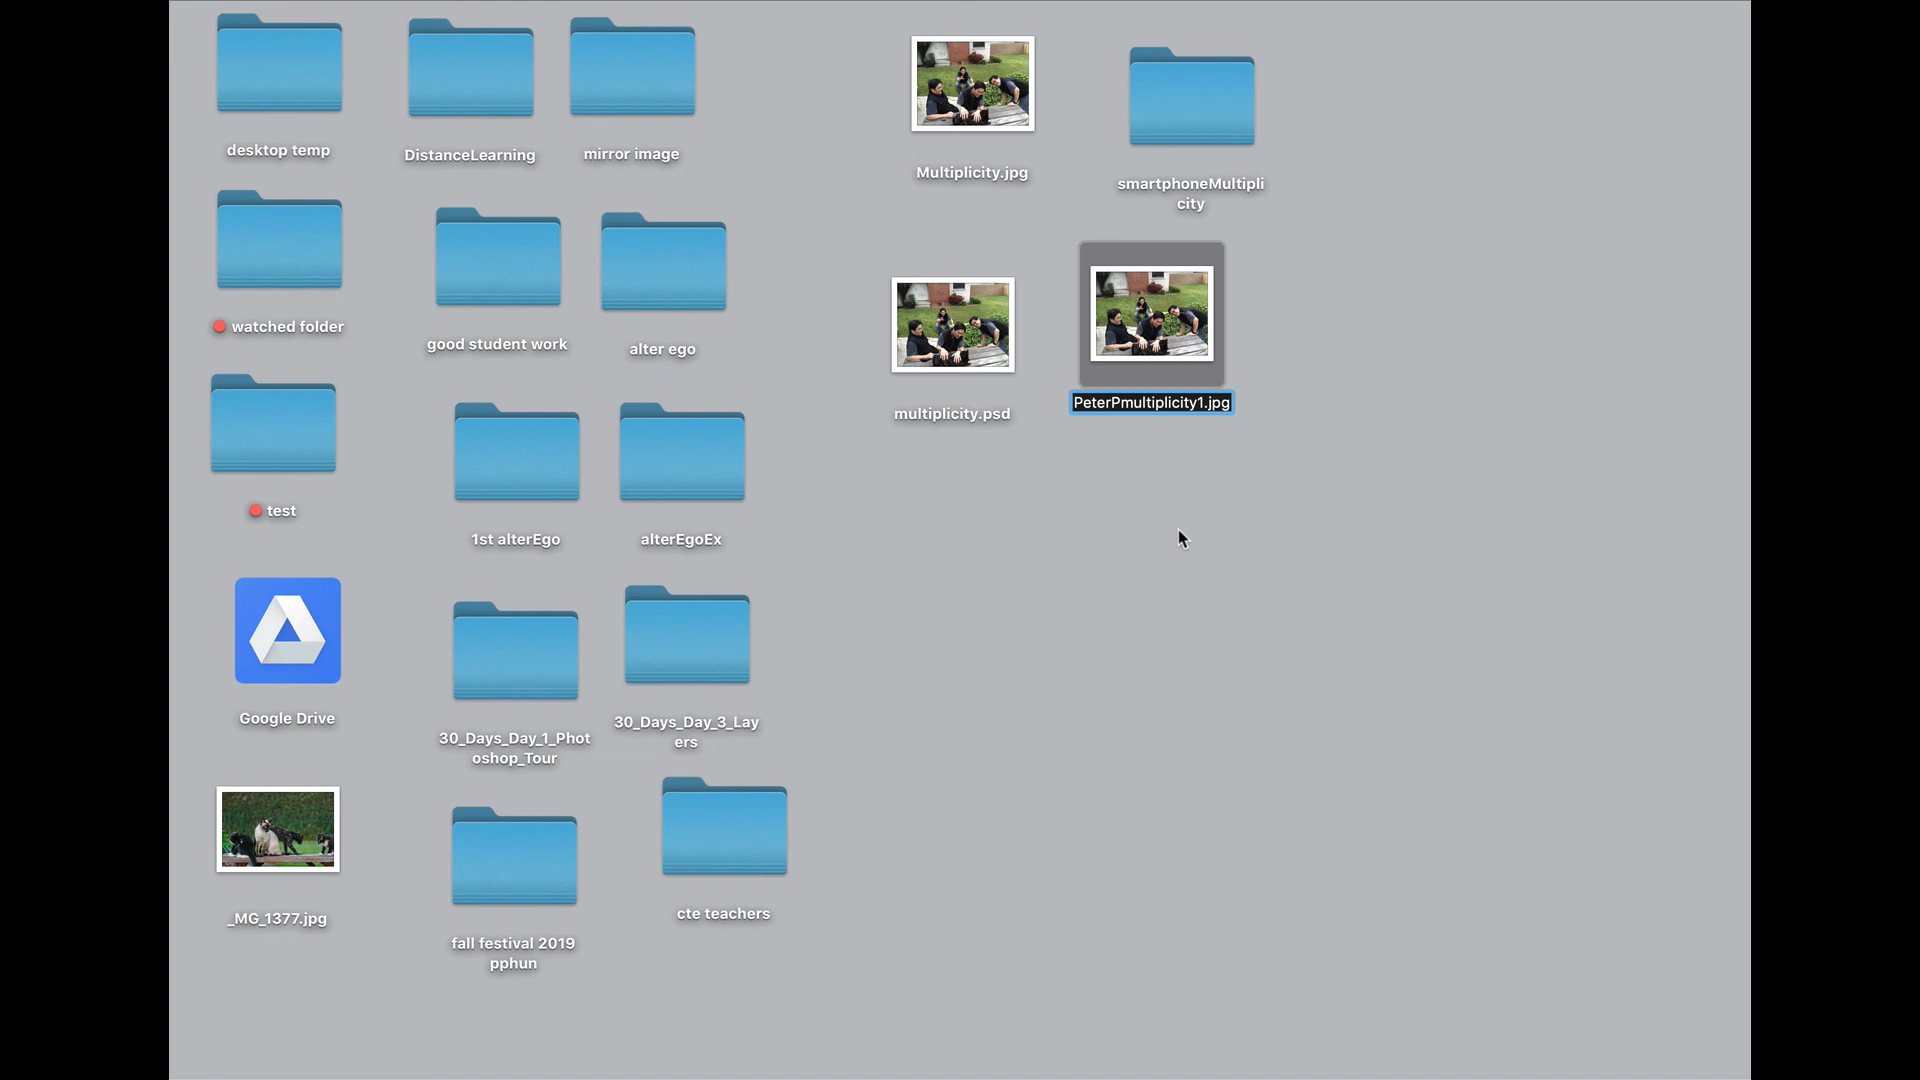 desktop temp
DistanceLearning
mirror image
Multiplicity.jpg
smartphoneMultipli
city
watched folder
good student work
alter ego
multiplicity.psd
PeterPmultiplicity1.jpg
test
1st alterEgo
alterEgoEx
Google Drive
30_Days_Day_1_Phot
oshop_Tour
30_Days_Day_3_Lay
ers
_MG_1377.jpg
fall festival 2019
pphun
cte teachers